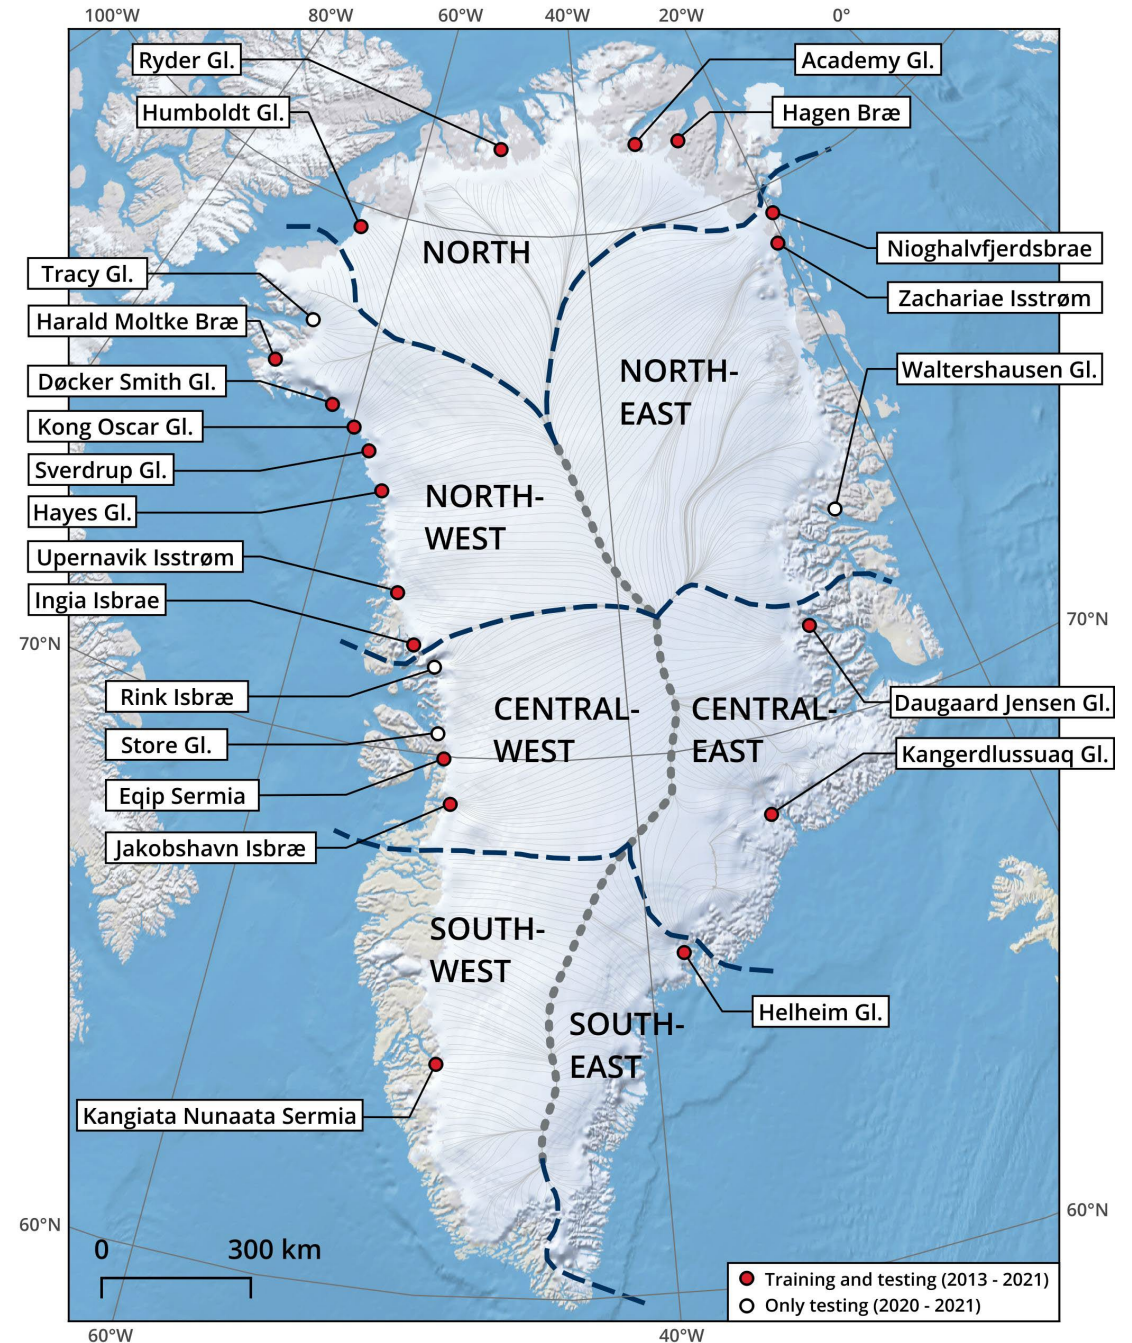 100°W 80°W 60°W 40°W 20°W 0°
Ryder Gl.
Academy Gl.
Humboldt Gl.
Hagen Bræ
NORTH
Nioghalvfjerdsbrae
Tracy Gl.
Zachariae Isstrøm
Harald Moltke Bræ
Waltershausen Gl.
Døcker Smith Gl.
NORTH-
EAST
Kong Oscar Gl.
Sverdrup Gl.
NORTH-
WEST
Hayes Gl.
Upernavik Isstrøm
Ingia Isbrae
70°N
70°N
Rink Isbræ
Daugaard Jensen Gl.
CENTRAL-
WEST
CENTRAL-
EAST
Store Gl.
Kangerdlussuaq Gl.
Eqip Sermia
Jakobshavn Isbræ
SOUTH-
WEST
Helheim Gl.
SOUTH-
EAST
Kangiata Nunaata Sermia
60°N
60°N
0 300 km
Training and testing (2013 - 2021)
Only testing (2020 - 2021)
60°W 40°W